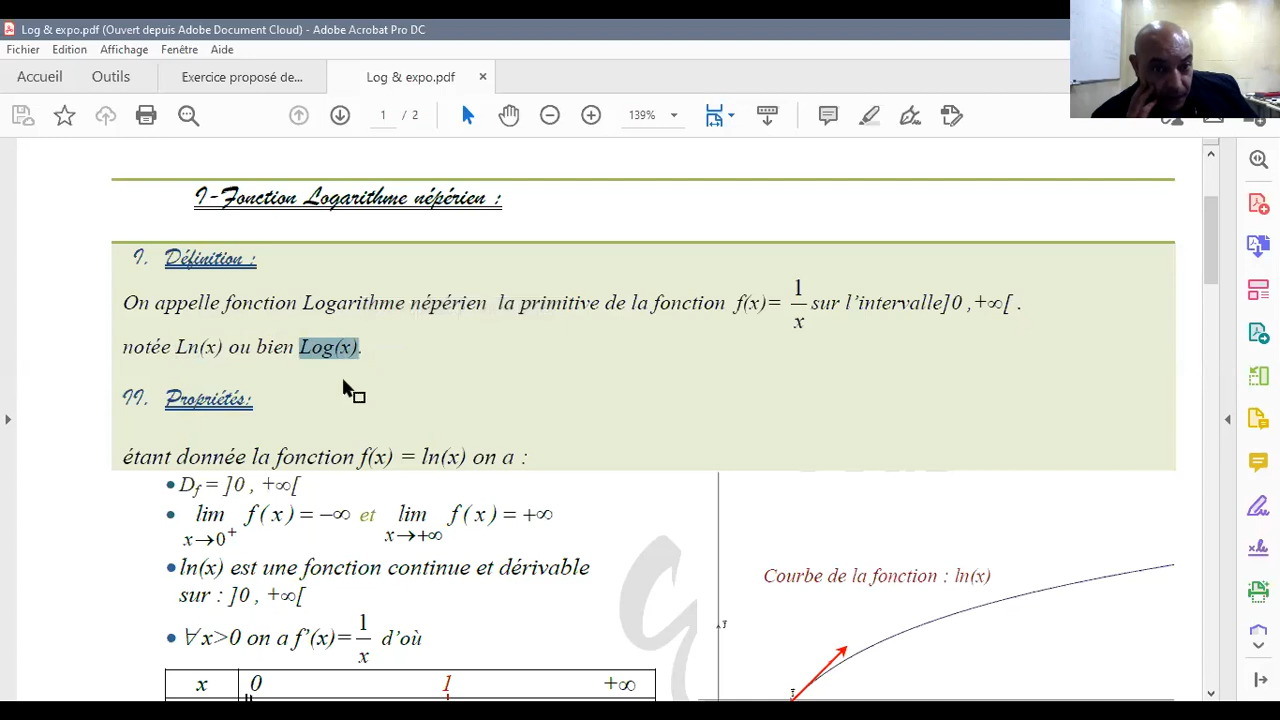 Log & expo.pdf (Ouvert depuis Adobe Document Cloud) - Adobe Acrobat Pro DC
Fichier Edition Affichage Fenêtre Aide
Accueil Outils Exercice proposé de... Log & expo.pdf ×
1 / 2 139%
I-Fonction Logarithme népérien :
I. Définition :
On appelle fonction Logarithme népérien la primitive de la fonction f(x)= 1/x sur l'intervalle]0 ,+∞[ .
notée Ln(x) ou bien Log(x).
II. Propriétés:
étant donnée la fonction f(x) = ln(x) on a :
• Df = ]0 , +∞[
• lim x→0⁺ f(x) = −∞ et lim x→+∞ f(x) = +∞
• ln(x) est une fonction continue et dérivable
sur : ]0 , +∞[
• ∀x>0 on a f'(x)= 1/x d'où
x 0 1 +∞
Courbe de la fonction : ln(x)